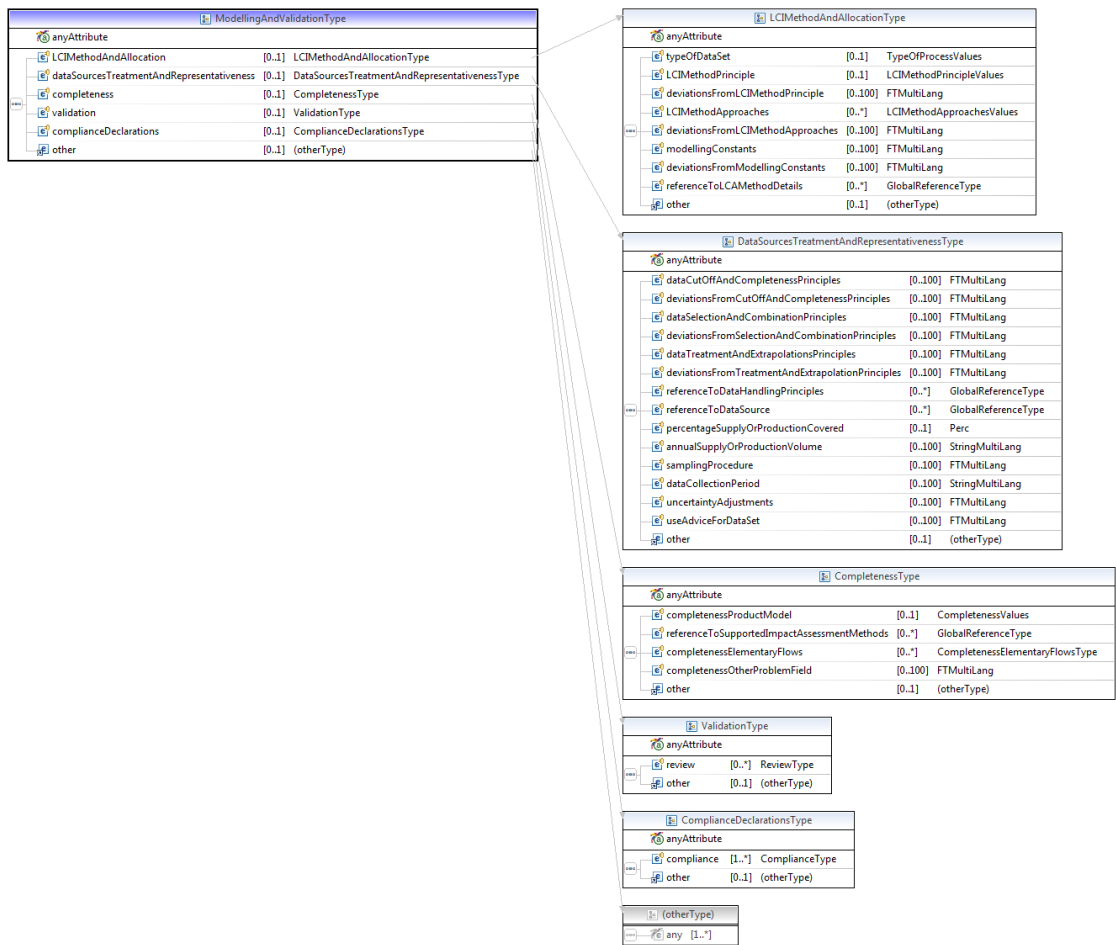 ModellingAndValidationType
anyAttribute
LCIMethodAndAllocation [0..1] LCIMethodAndAllocationType
dataSourcesTreatmentAndRepresentativeness [0..1] DataSourcesTreatmentAndRepresentativenessType
completeness [0..1] CompletenessType
validation [0..1] ValidationType
complianceDeclarations [0..1] ComplianceDeclarationsType
other [0..1] (otherType)
LCIMethodAndAllocationType
anyAttribute
typeOfDataSet [0..1] TypeOfProcessValues
LCIMethodPrinciple [0..1] LCIMethodPrincipleValues
deviationsFromLCIMethodPrinciple [0..100] FTMultiLang
LCIMethodApproaches [0..*] LCIMethodApproachesValues
deviationsFromLCIMethodApproaches [0..100] FTMultiLang
modellingConstants [0..100] FTMultiLang
deviationsFromModellingConstants [0..100] FTMultiLang
referenceToLCAMethodDetails [0..*] GlobalReferenceType
other [0..1] (otherType)
DataSourcesTreatmentAndRepresentativenessType
anyAttribute
dataCutOffAndCompletenessPrinciples [0..100] FTMultiLang
deviationsFromCutOffAndCompletenessPrinciples [0..100] FTMultiLang
dataSelectionAndCombinationPrinciples [0..100] FTMultiLang
deviationsFromSelectionAndCombinationPrinciples [0..100] FTMultiLang
dataTreatmentAndExtrapolationsPrinciples [0..100] FTMultiLang
deviationsFromTreatmentAndExtrapolationPrinciples [0..100] FTMultiLang
referenceToDataHandlingPrinciples [0..*] GlobalReferenceType
referenceToDataSource [0..*] GlobalReferenceType
percentageSupplyOrProductionCovered [0..1] Perc
annualSupplyOrProductionVolume [0..100] StringMultiLang
samplingProcedure [0..100] FTMultiLang
dataCollectionPeriod [0..100] StringMultiLang
uncertaintyAdjustments [0..100] FTMultiLang
useAdviceForDataSet [0..100] FTMultiLang
other [0..1] (otherType)
CompletenessType
anyAttribute
completenessProductModel [0..1] CompletenessValues
referenceToSupportedImpactAssessmentMethods [0..*] GlobalReferenceType
completenessElementaryFlows [0..*] CompletenessElementaryFlowsType
completenessOtherProblemField [0..100] FTMultiLang
other [0..1] (otherType)
ValidationType
anyAttribute
review [0..*] ReviewType
other [0..1] (otherType)
ComplianceDeclarationsType
anyAttribute
compliance [1..*] ComplianceType
other [0..1] (otherType)
(otherType)
any [1..*]